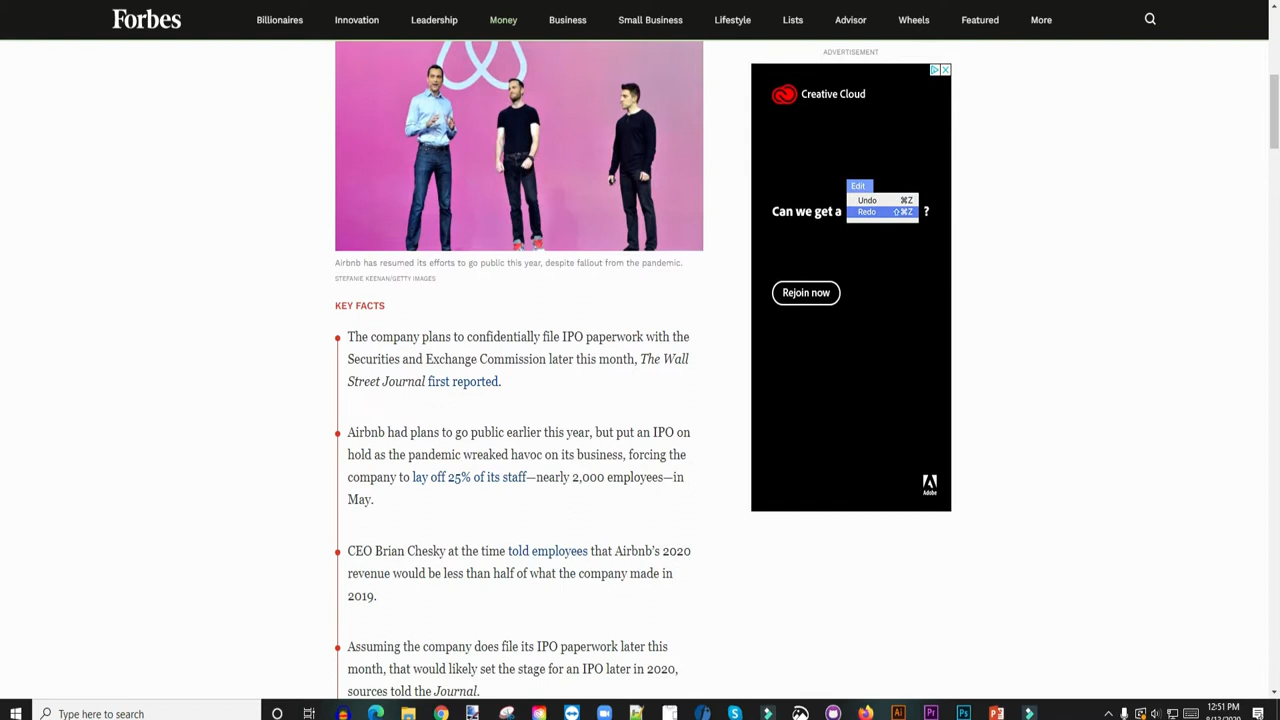 Forbes
Billionaires Innovation Leadership Money Business Small Business Lifestyle Lists Advisor Wheels Featured More
ADVERTISEMENT
Creative Cloud
Edit
Undo ⌘Z
Can we get a Redo ⇧⌘Z ?
Rejoin now
Adobe
Airbnb has resumed its efforts to go public this year, despite fallout from the pandemic.
STEFANIE KEENAN/GETTY IMAGES
KEY FACTS
The company plans to confidentially file IPO paperwork with the
Securities and Exchange Commission later this month, The Wall
Street Journal first reported.
Airbnb had plans to go public earlier this year, but put an IPO on
hold as the pandemic wreaked havoc on its business, forcing the
company to lay off 25% of its staff—nearly 2,000 employees—in
May.
CEO Brian Chesky at the time told employees that Airbnb's 2020
revenue would be less than half of what the company made in
2019.
Assuming the company does file its IPO paperwork later this
month, that would likely set the stage for an IPO later in 2020,
sources told the Journal.
Type here to search
12:51 PM
8/13/2020